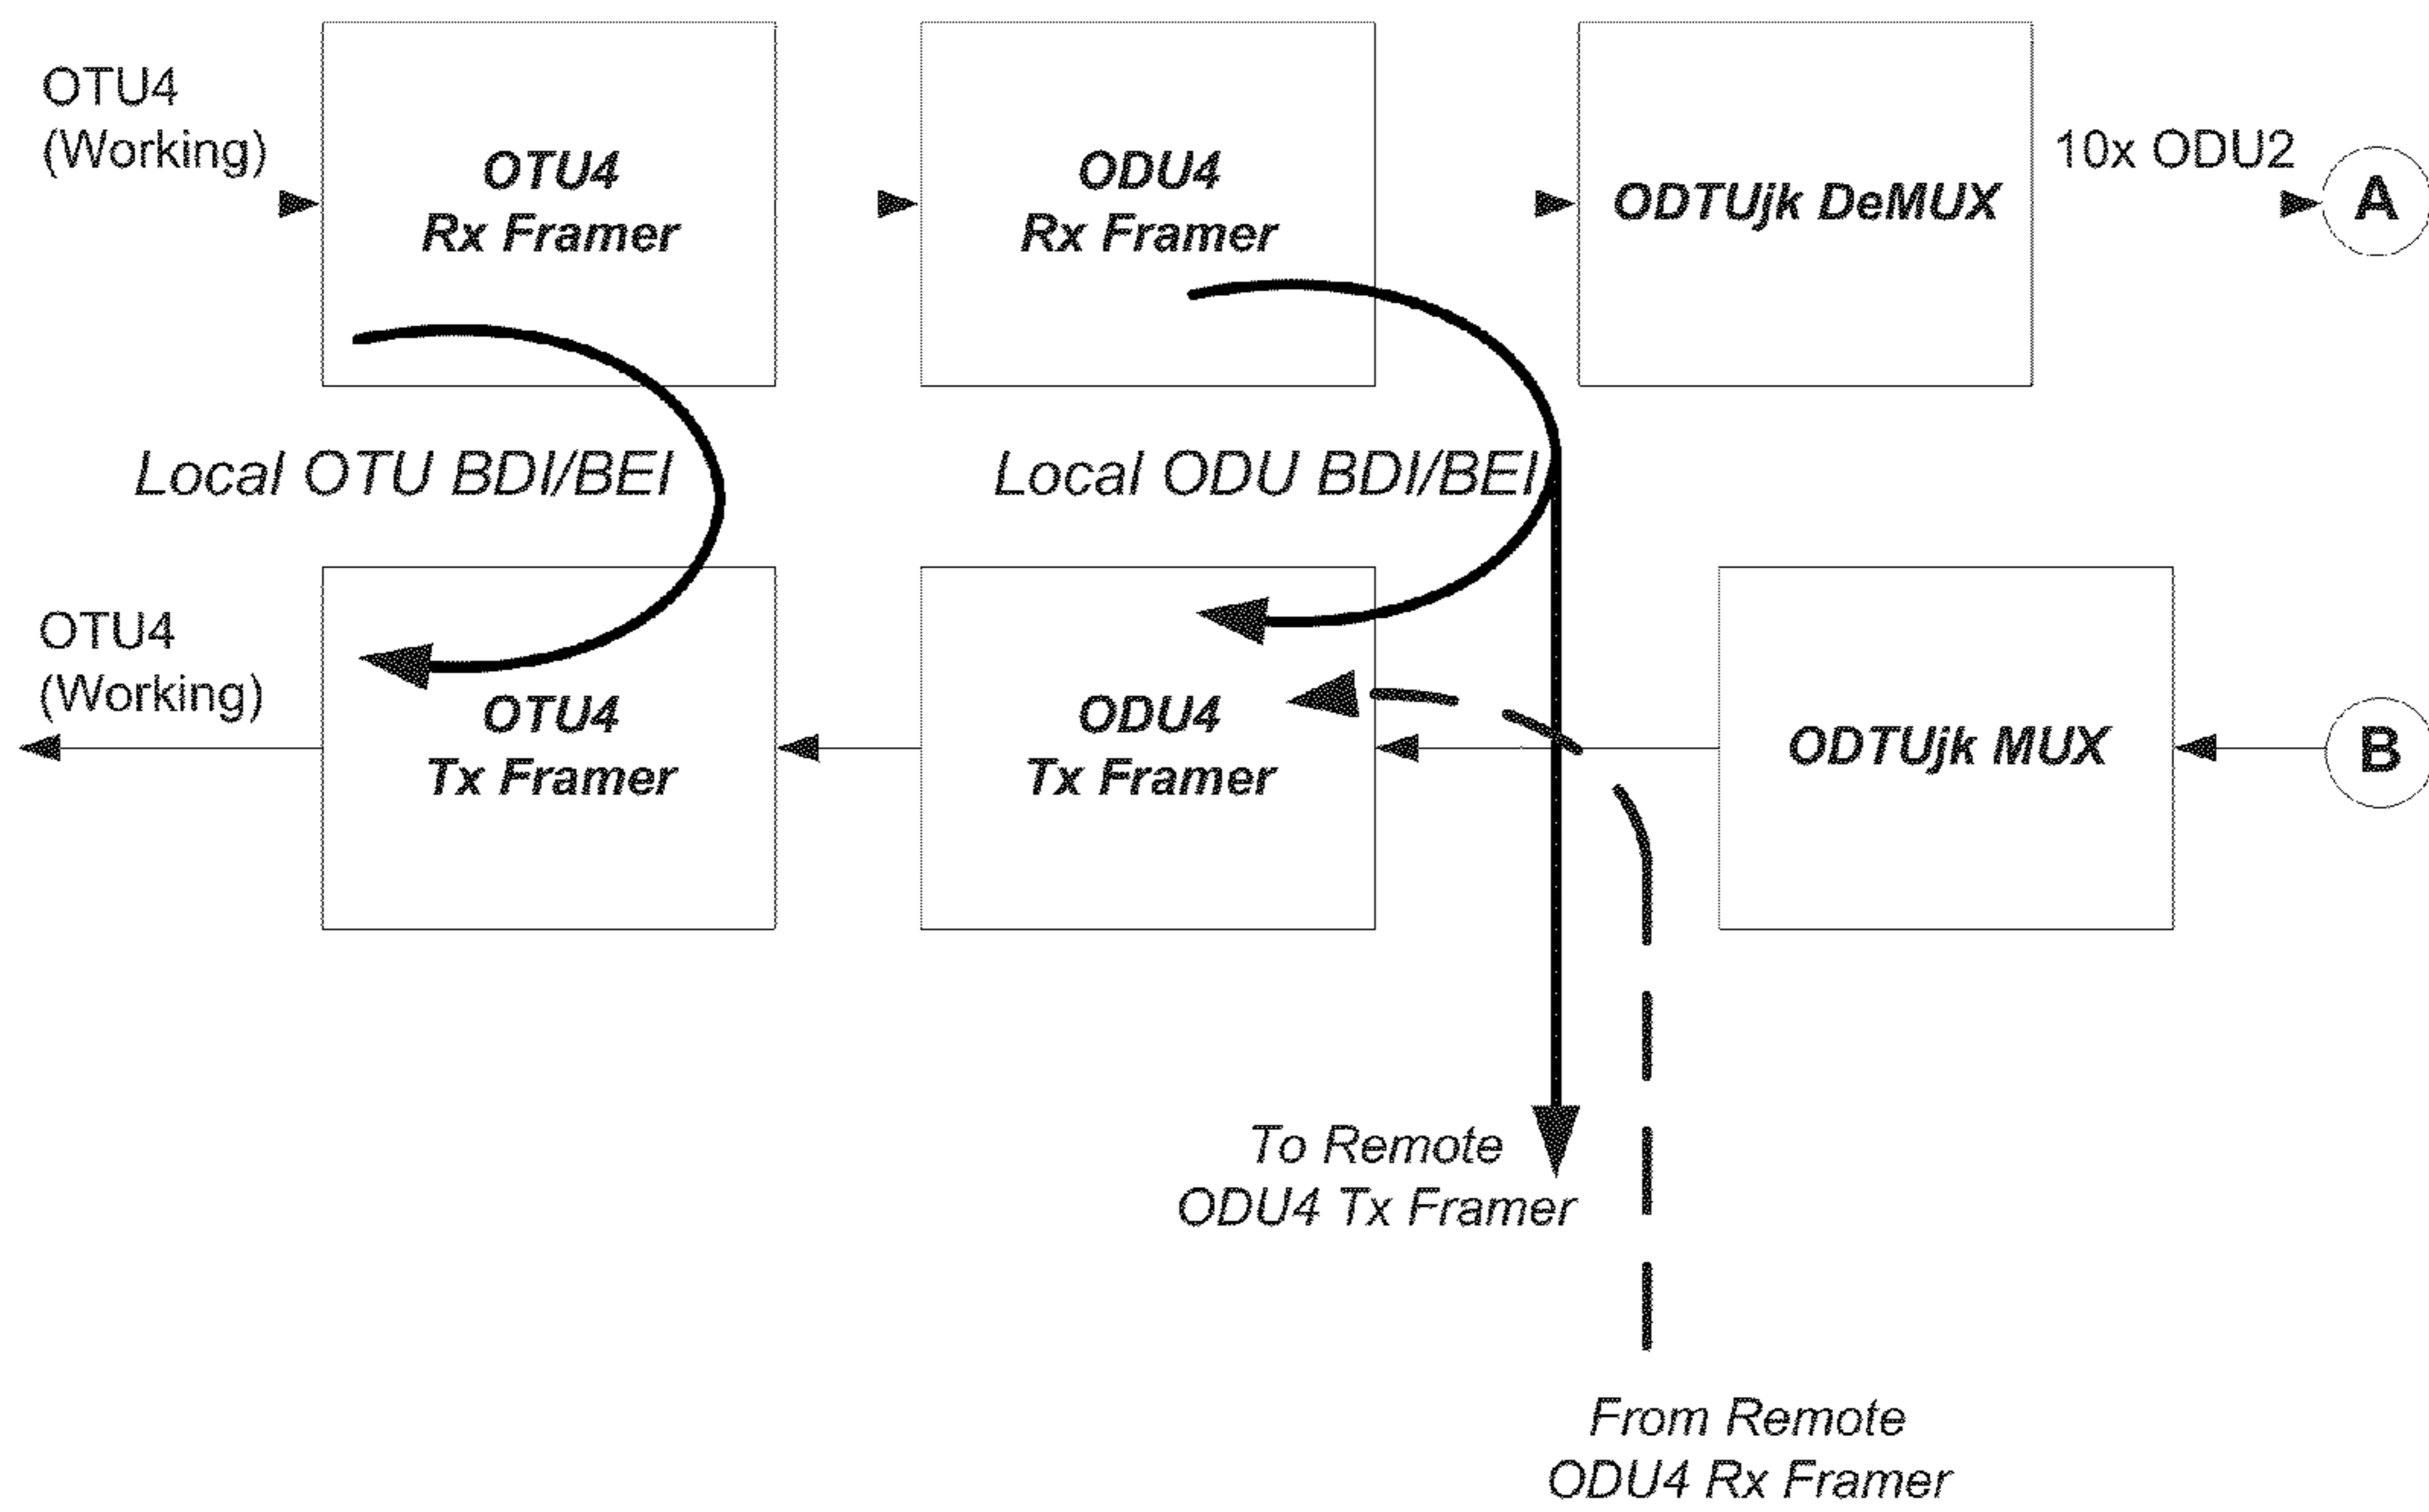 OTU4
(Working)
OTU4
Rx Framer
ODU4
Rx Framer
ODTUjk DeMUX
10x ODU2
A
Local OTU BDI/BEI
Local ODU BDI/BEI
OTU4
(Working)
OTU4
Tx Framer
ODU4
Tx Framer
ODTUjk MUX
B
To Remote
ODU4 Tx Framer
From Remote
ODU4 Rx Framer